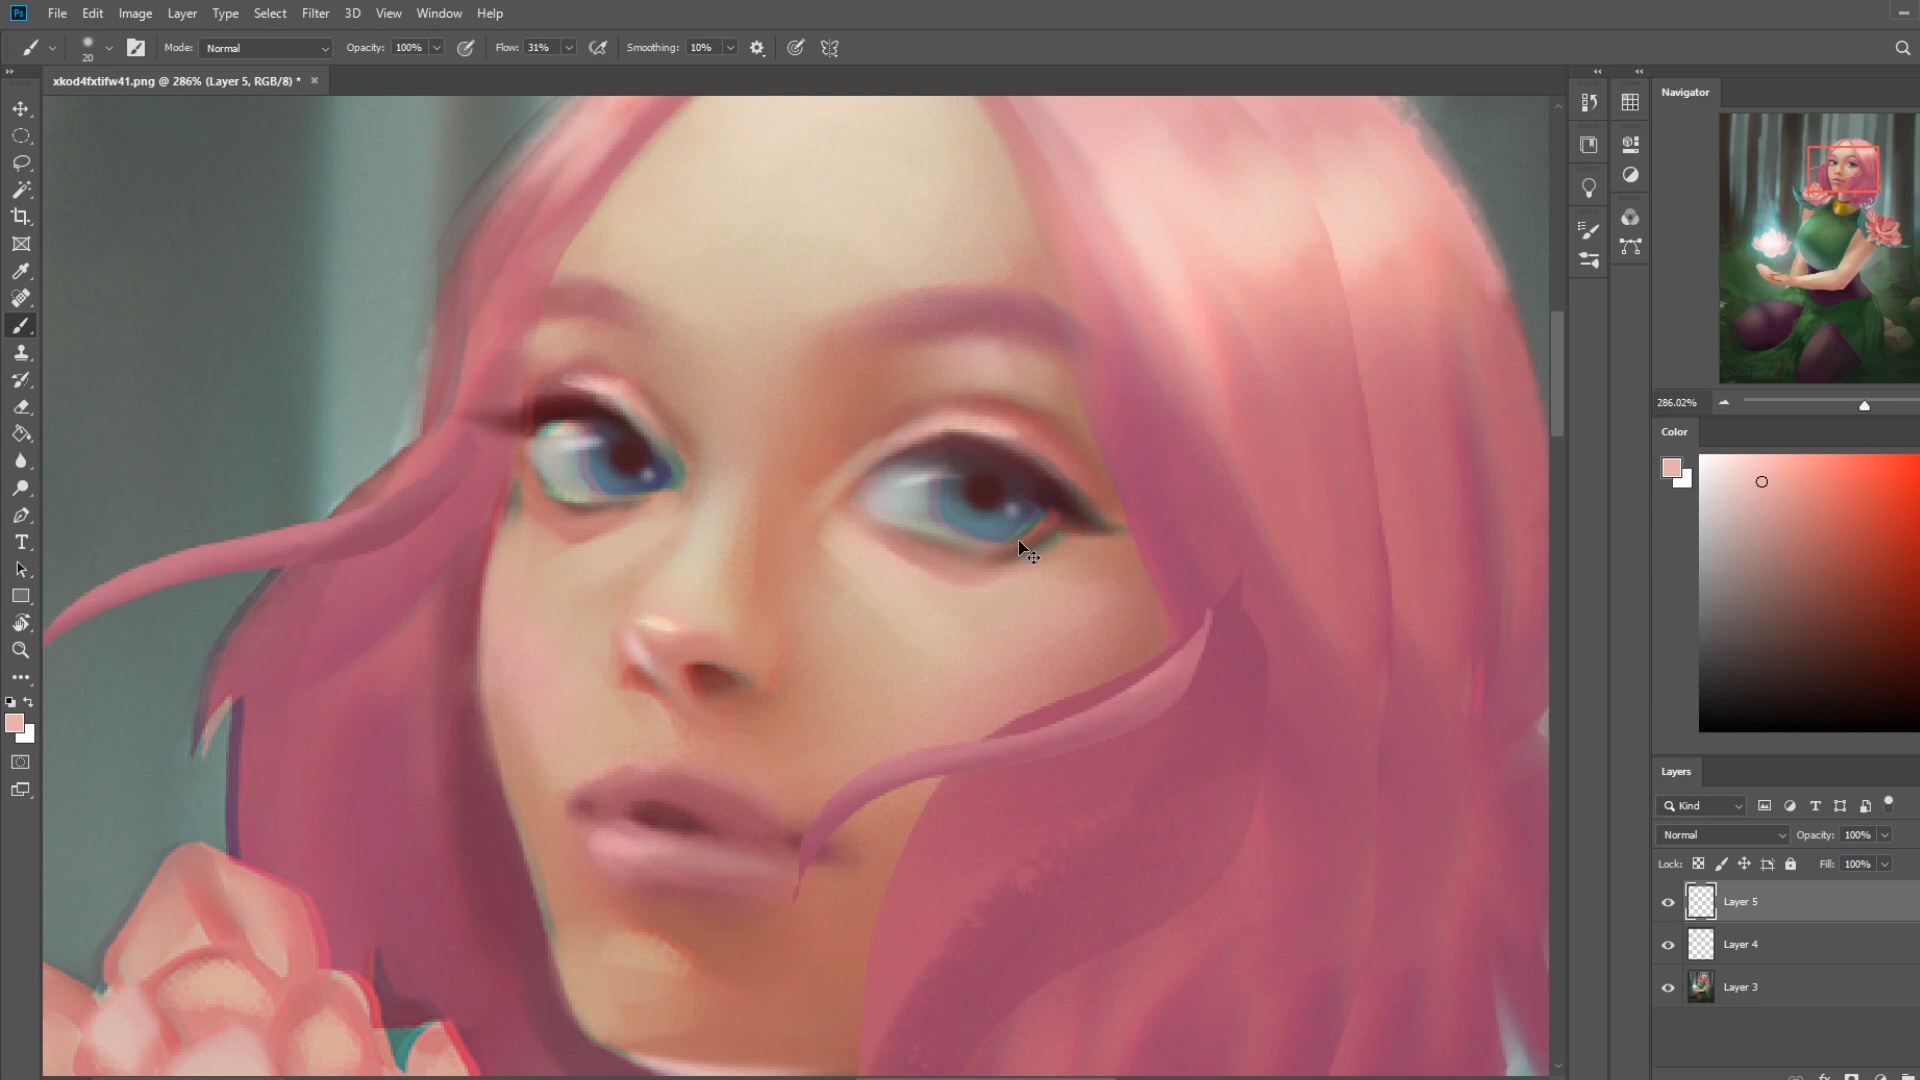 Ps File Edit Image Layer Type Select Filter 3D View Window Help
20 Mode: Normal Opacity: 100% Flow: 31% Smoothing: 10%
xkod4fxtifw41.png @ 286% (Layer 5, RGB/8) *
Navigator
286.02%
Color
Layers
Kind
Normal Opacity: 100%
Lock: Fill: 100%
Layer 5
Layer 4
Layer 3